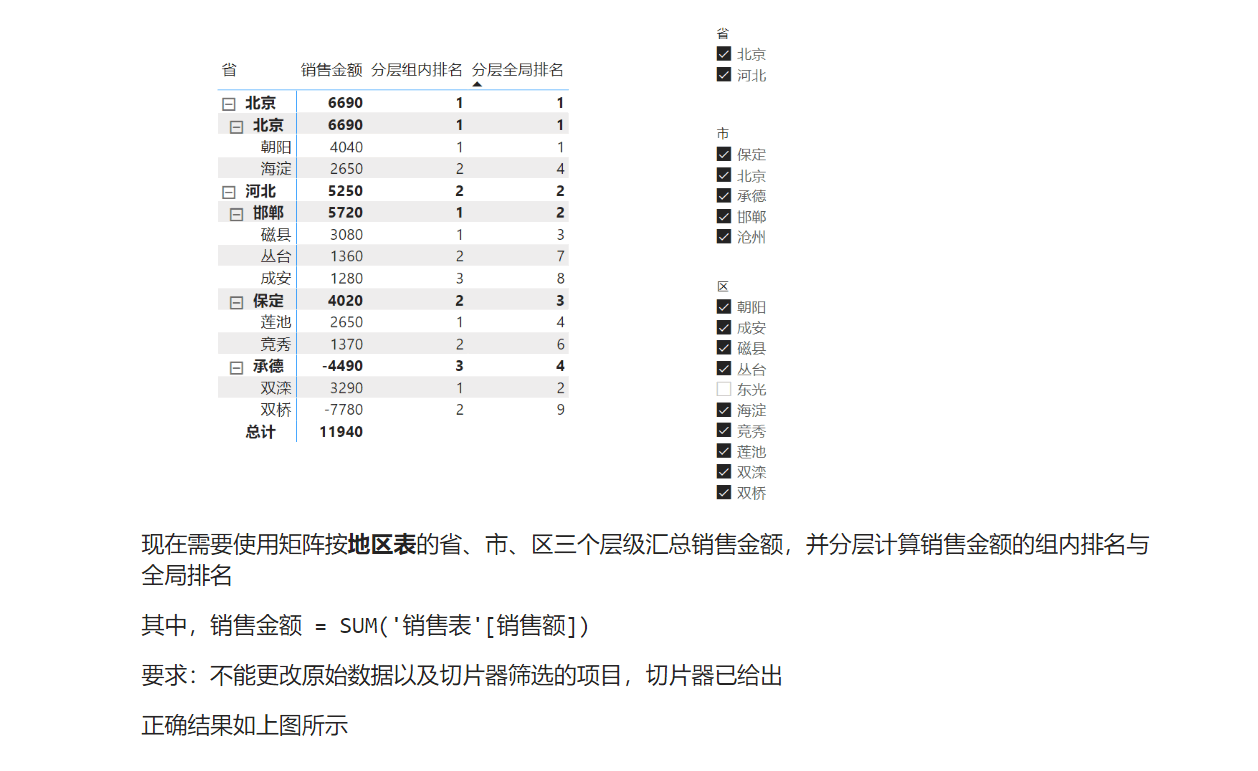 省 销售金额 分层组内排名 分层全局排名
北京 6690 1 1
北京 6690 1 1
朝阳 4040 1 1
海淀 2650 2 4
河北 5250 2 2
邯郸 5720 1 2
磁县 3080 1 3
丛台 1360 2 7
成安 1280 3 8
保定 4020 2 3
莲池 2650 1 4
竞秀 1370 2 6
承德 -4490 3 4
双滦 3290 1 2
双桥 -7780 2 9
总计 11940
省
北京
河北
市
保定
北京
承德
邯郸
沧州
区
朝阳
成安
磁县
丛台
东光
海淀
竞秀
莲池
双滦
双桥
现在需要使用矩阵按地区表的省、市、区三个层级汇总销售金额，并分层计算销售金额的组内排名与
全局排名
其中，销售金额 = SUM('销售表'[销售额])
要求：不能更改原始数据以及切片器筛选的项目，切片器已给出
正确结果如上图所示